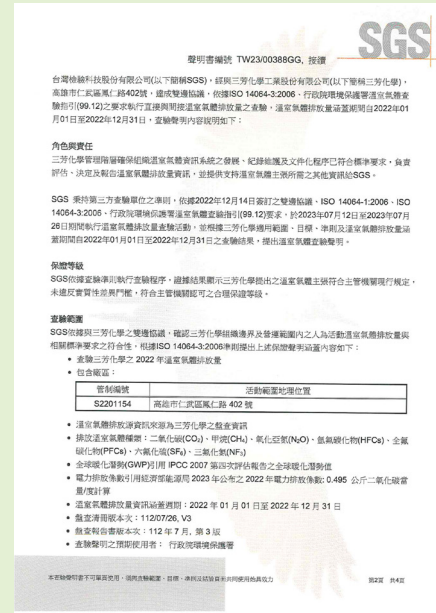 SGS
聲明書編號 TW23/00388GG, 接續
台灣檢驗科技股份有限公司(以下簡稱SGS)，經與三芳化學工業股份有限公司(以下簡稱三芳化學)，
高雄市仁武區鳳仁路402號，達成雙邊協議，依據ISO 14064-3:2006、行政院環境保護署溫室氣體查
驗指引(99.12)之要求執行直接與間接溫室氣體排放量之查驗，溫室氣體排放量涵蓋期間自2022年01
月01日至2022年12月31日，查驗聲明內容說明如下：
角色與責任
三芳化學管理階層確保組織溫室氣體資訊系統之發展、紀錄維護及文件化程序已符合標準要求，負責
評估、決定及報告溫室氣體排放量資訊，並提供支持溫室氣體主張所需之其他資訊給SGS。
SGS 秉持第三方查驗單位之準則，依據2022年12月14日簽訂之雙邊協議、ISO 14064-1:2006、ISO
14064-3:2006、行政院環境保護署溫室氣體查驗指引(99.12)要求，於2023年07月12日至2023年07月
26日期間執行溫室氣體排放量查驗活動，並根據三芳化學適用範圍、目標、準則及溫室氣體排放量涵
蓋期間自2022年01月01日至2022年12月31日之查驗結果，提出溫室氣體查驗聲明。
保證等級
SGS依據查驗準則執行查驗程序，證據結果顯示三芳化學提出之溫室氣體主張符合主管機關現行規定，
未違反實質性差異門檻，符合主管機關認可之合理保證等級。
查驗範圍
SGS依據與三芳化學之雙邊協議，確認三芳化學組織邊界及營運範圍內之人為活動溫室氣體排放量與
相關標準要求之符合性，根據ISO 14064-3:2006準則提出上述保證聲明涵蓋內容如下：
• 查驗三芳化學之 2022 年溫室氣體排放量
• 包含廠區：
管制編號 活動範圍地理位置
S2201154 高雄市仁武區鳳仁路 402 號
• 溫室氣體排放源資訊來源為三芳化學之盤查資訊
• 排放溫室氣體種類：二氧化碳(CO₂)、甲烷(CH₄)、氧化亞氮(N₂O)、氫氟碳化物(HFCs)、全氟
碳化物(PFCs)、六氟化硫(SF₆)、三氟化氮(NF₃)
• 全球暖化潛勢(GWP)引用 IPCC 2007 第四次評估報告之全球暖化潛勢值
• 電力排放係數引用經濟部能源局 2023 年公布之 2022 年電力排放係數: 0.495 公斤二氧化碳當
量/度計算
• 溫室氣體排放量資訊涵蓋週期：2022 年 01 月 01 日至 2022 年 12 月 31 日
• 盤查清冊版本次：112/07/26, V3
• 盤查報告書版本次：112 年 7 月, 第 3 版
• 查驗聲明之預期使用者： 行政院環境保護署
本查驗聲明書不可單頁使用，須與查驗範圍、目標、準則及結論頁面共同使用始具效力
第2頁 共4頁